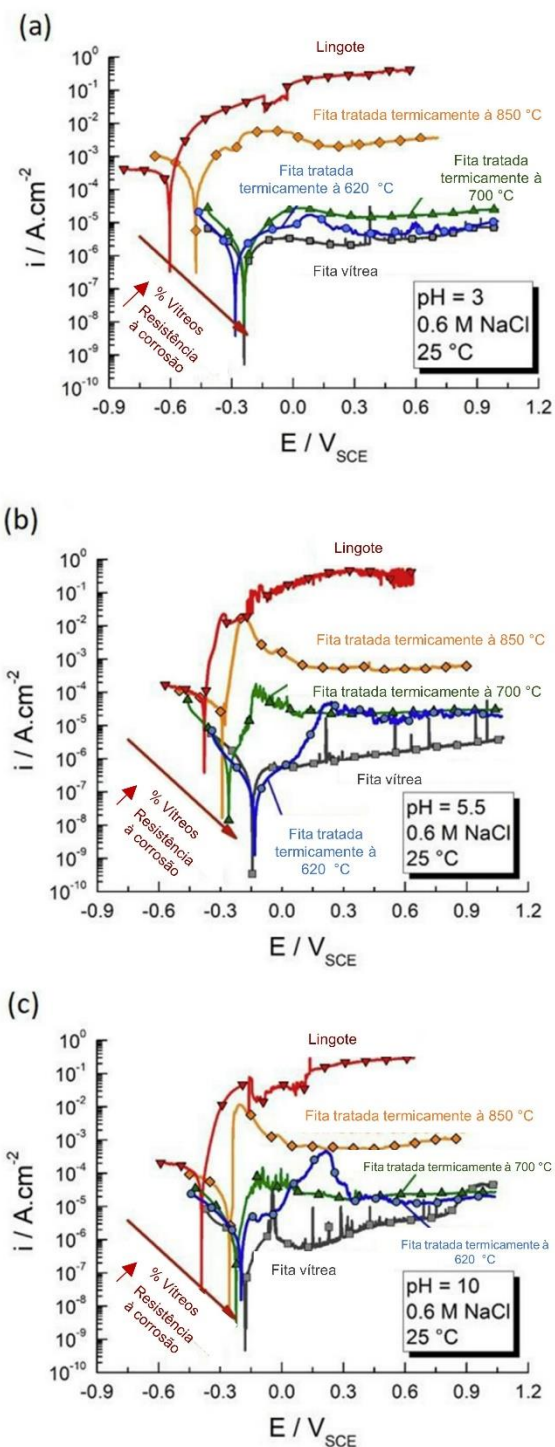 (a)
Lingote
Fita tratada termicamente à 850 °C
Fita tratada
termicamente à 620 °C
Fita tratada
termicamente à
700 °C
Fita vítrea
% Vítreos
Resistência
à corrosão
pH = 3
0.6 M NaCl
25 °C
i / A.cm⁻²
10⁰
10⁻¹
10⁻²
10⁻³
10⁻⁴
10⁻⁵
10⁻⁶
10⁻⁷
10⁻⁸
10⁻⁹
10⁻¹⁰
-0.9 -0.6 -0.3 0.0 0.3 0.6 0.9 1.2
E / V_SCE
(b)
Lingote
Fita tratada termicamente à 850 °C
Fita tratada termicamente à 700 °C
Fita vítrea
% Vítreos
Resistência
à corrosão
Fita tratada
termicamente à
620 °C
pH = 5.5
0.6 M NaCl
25 °C
i / A.cm⁻²
10⁰
10⁻¹
10⁻²
10⁻³
10⁻⁴
10⁻⁵
10⁻⁶
10⁻⁷
10⁻⁸
10⁻⁹
10⁻¹⁰
-0.9 -0.6 -0.3 0.0 0.3 0.6 0.9 1.2
E / V_SCE
(c)
Lingote
Fita tratada termicamente à 850 °C
Fita tratada termicamente à 700 °C
Fita tratada termicamente à
620 °C
Fita vítrea
% Vítreos
Resistência
à corrosão
pH = 10
0.6 M NaCl
25 °C
i / A.cm⁻²
10⁰
10⁻¹
10⁻²
10⁻³
10⁻⁴
10⁻⁵
10⁻⁶
10⁻⁷
10⁻⁸
10⁻⁹
10⁻¹⁰
-0.9 -0.6 -0.3 0.0 0.3 0.6 0.9 1.2
E / V_SCE